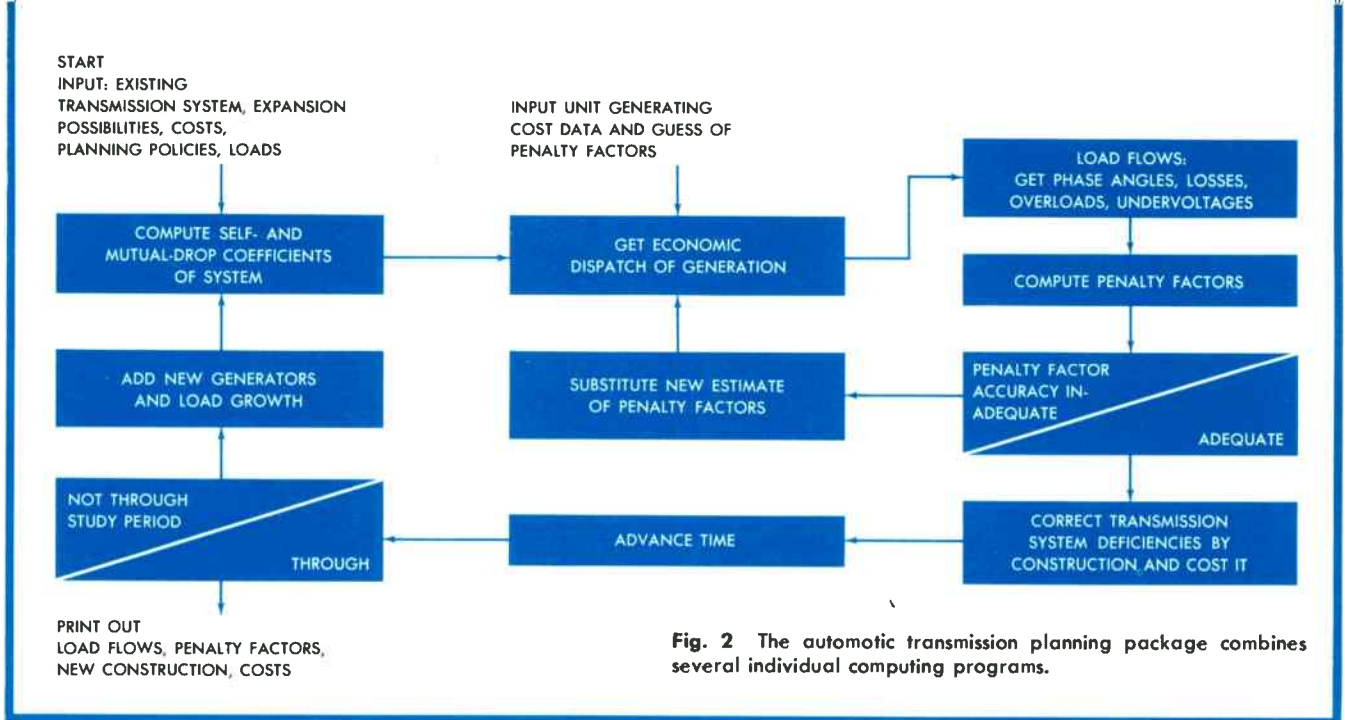 START
INPUT: EXISTING
TRANSMISSION SYSTEM, EXPANSION
POSSIBILITIES, COSTS,
PLANNING POLICIES, LOADS
INPUT UNIT GENERATING
COST DATA AND GUESS OF
PENALTY FACTORS
LOAD FLOWS:
GET PHASE ANGLES, LOSSES,
OVERLOADS, UNDERVOLTAGES
COMPUTE SELF- AND
MUTUAL-DROP COEFFICIENTS
OF SYSTEM
GET ECONOMIC
DISPATCH OF GENERATION
COMPUTE PENALTY FACTORS
ADD NEW GENERATORS
AND LOAD GROWTH
SUBSTITUTE NEW ESTIMATE
OF PENALTY FACTORS
PENALTY FACTOR
ACCURACY IN-
ADEQUATE
ADEQUATE
NOT THROUGH
STUDY PERIOD
THROUGH
ADVANCE TIME
CORRECT TRANSMISSION
SYSTEM DEFICIENCIES BY
CONSTRUCTION AND COST IT
PRINT OUT
LOAD FLOWS, PENALTY FACTORS,
NEW CONSTRUCTION, COSTS
Fig. 2 The automotic transmission planning package combines
several individual computing programs.